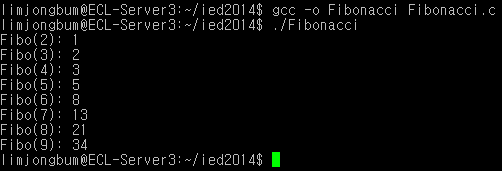 limjongbum@ECL-Server3:~/ied2014$ gcc -o Fibonacci Fibonacci.c
limjongbum@ECL-Server3:~/ied2014$ ./Fibonacci
Fibo(2): 1
Fibo(3): 2
Fibo(4): 3
Fibo(5): 5
Fibo(6): 8
Fibo(7): 13
Fibo(8): 21
Fibo(9): 34
limjongbum@ECL-Server3:~/ied2014$